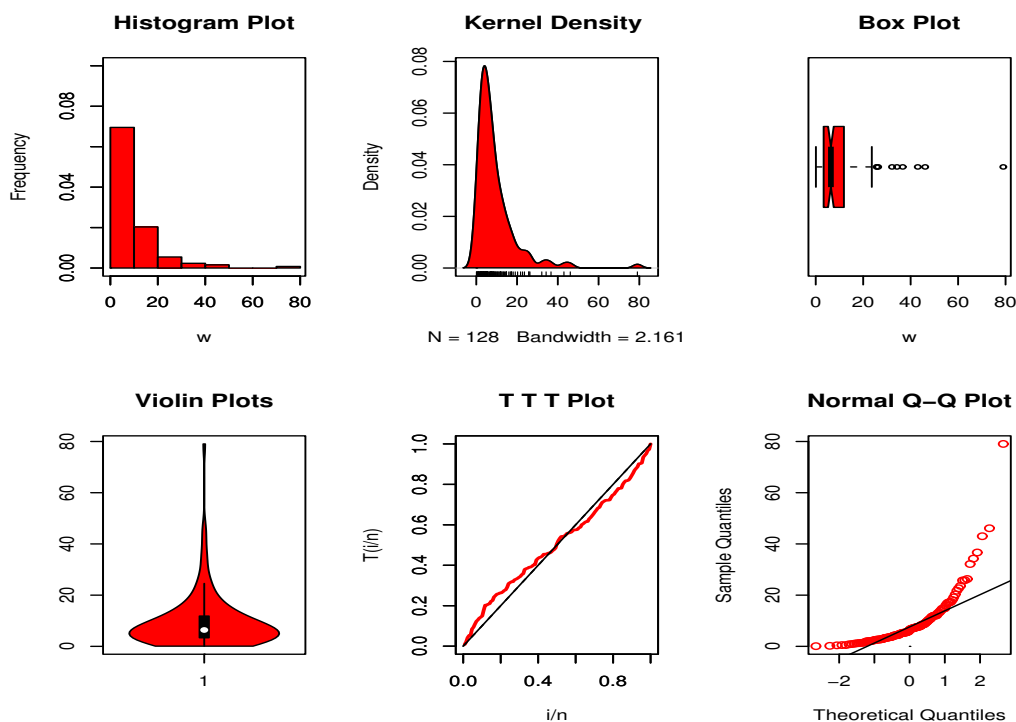 Histogram Plot
Frequency
0.00 0.04 0.08
0 20 40 60 80
w
Kernel Density
Density
0.00 0.02 0.04 0.06 0.08
0 20 40 60 80
N = 128 Bandwidth = 2.161
Box Plot
0 20 40 60 80
w
Violin Plots
0 20 40 60 80
1
T T T Plot
T(i/n)
0.0 0.2 0.4 0.6 0.8 1.0
0.0 0.4 0.8
i/n
Normal Q−Q Plot
Sample Quantiles
0 20 40 60 80
−2 0 1 2
Theoretical Quantiles